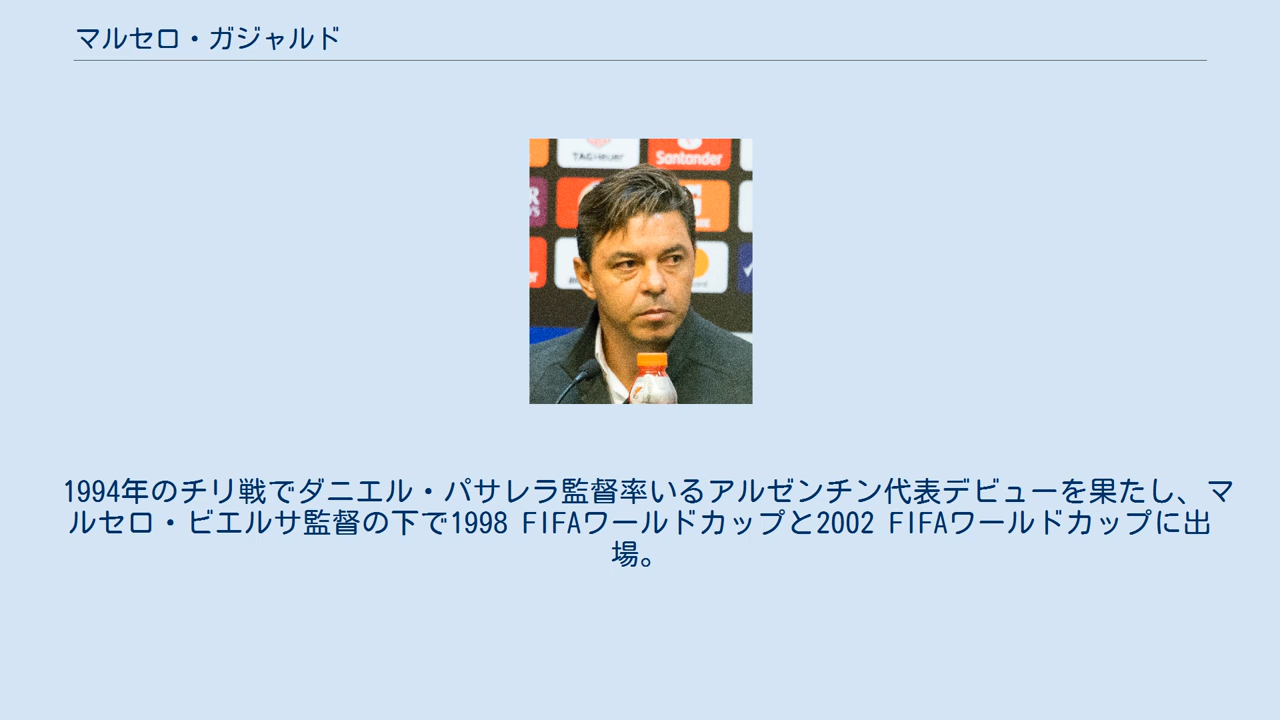 マルセロ・ガジャルド
TAGHeuer
Santander
1994年のチリ戦でダニエル・パサレラ監督率いるアルゼンチン代表デビューを果たし、マ
ルセロ・ビエルサ監督の下で1998 FIFAワールドカップと2002 FIFAワールドカップに出
場。